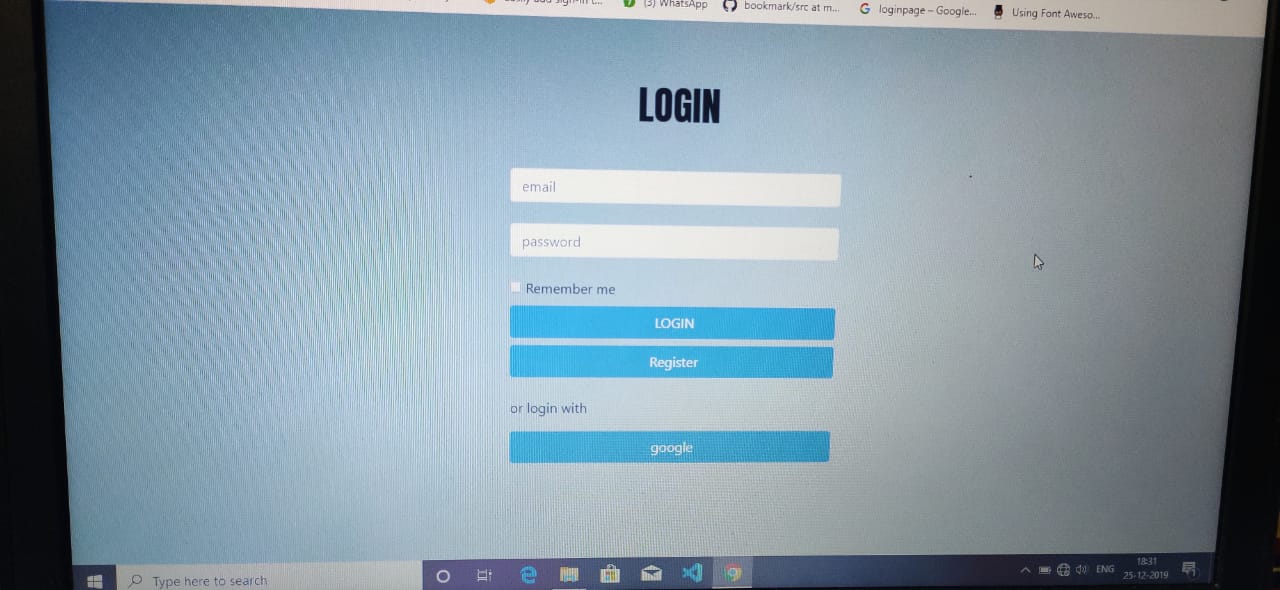 (3) WhatsApp
bookmark/src at m...
loginpage – Google...
Using Font Aweso...
LOGIN
email
password
Remember me
LOGIN
Register
or login with
google
Type here to search
ENG
18:31
25-12-2019